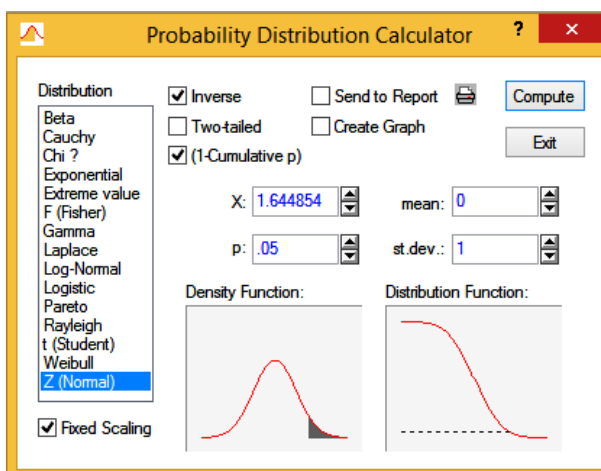 Probability Distribution Calculator ? ×
Distribution
Beta
Cauchy
Chi ?
Exponential
Extreme value
F (Fisher)
Gamma
Laplace
Log-Normal
Logistic
Pareto
Rayleigh
t (Student)
Weibull
Z (Normal)
Fixed Scaling
Inverse
Two-tailed
(1-Cumulative p)
Send to Report
Create Graph
Compute
Exit
X: 1.644854
mean: 0
p: .05
st.dev.: 1
Density Function:
Distribution Function: